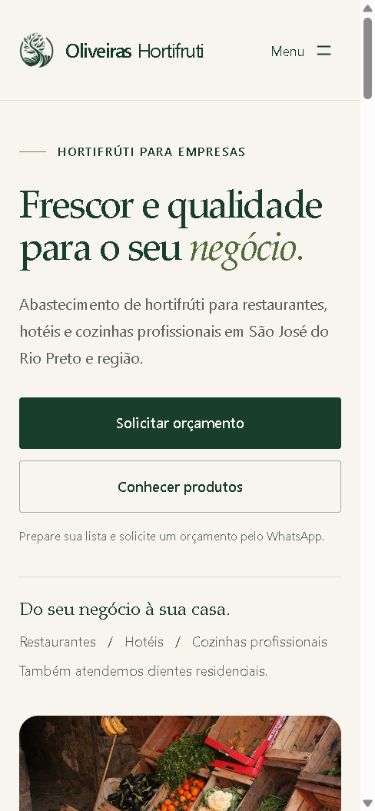 Oliveiras Hortifruti
Menu
HORTIFRÚTI PARA EMPRESAS
Frescor e qualidade
para o seu negócio.
Abastecimento de hortifrúti para restaurantes,
hotéis e cozinhas profissionais em São José do
Rio Preto e região.
Solicitar orçamento
Conhecer produtos
Prepare sua lista e solicite um orçamento pelo WhatsApp.
Do seu negócio à sua casa.
Restaurantes / Hotéis / Cozinhas profissionais
Também atendemos clientes residenciais.